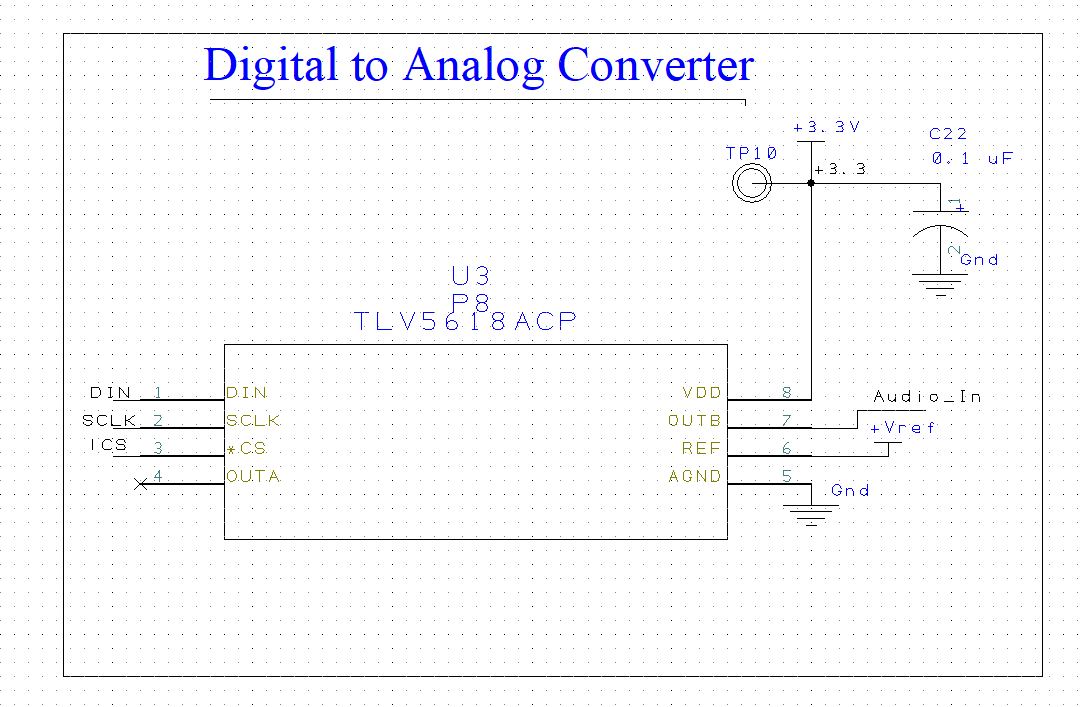 Digital to Analog Converter
+3.3V
C22
TP10
0.1 uF
+3.3
1
+
2
Gnd
U3
P8
TLV5618ACP
DIN 1 DIN VDD 8
Audio_In
SCLK 2 SCLK OUTB 7
+Vref
ICS 3 *CS REF 6
4 OUTA AGND 5
Gnd